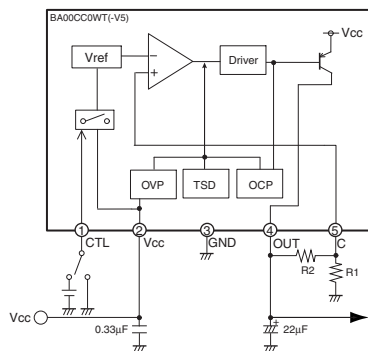 BA00CC0WT(-V5)
Vcc
Vref
Driver
OVP
TSD
OCP
1
2
3
4
5
CTL
Vcc
GND
OUT
C
R2
R1
Vcc
0.33μF
+
22μF